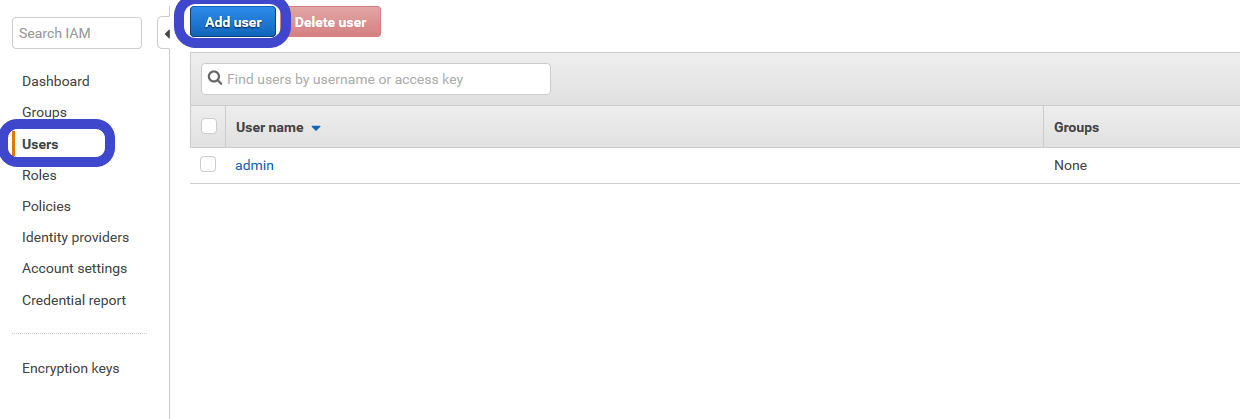 Search IAM
Dashboard
Groups
Users
Roles
Policies
Identity providers
Account settings
Credential report
Encryption keys
Add user Delete user
Find users by username or access key
User name Groups
admin None